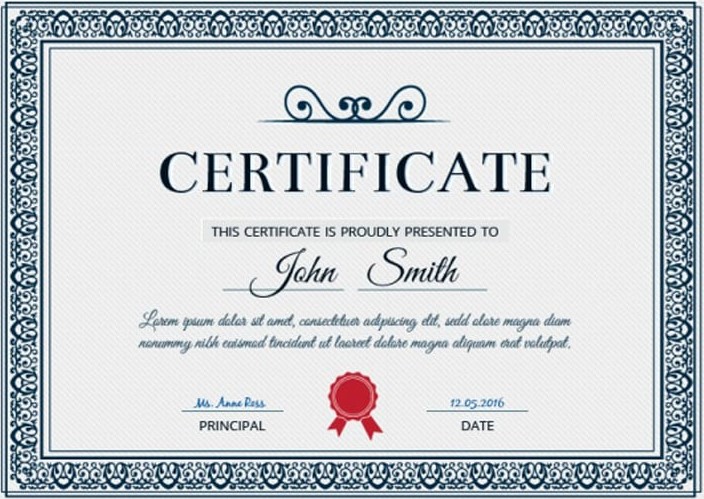 CERTIFICATE
THIS CERTIFICATE IS PROUDLY PRESENTED TO
John Smith
Lorem ipsum dolor sit amet, consectetuer adipiscing elit, sedd olore magna diam
nonummy nibh euismod tincidunt ut laoreet dolore magna aliquam erat volutpat.
Ms. Anne Ross 12.05.2016
PRINCIPAL DATE